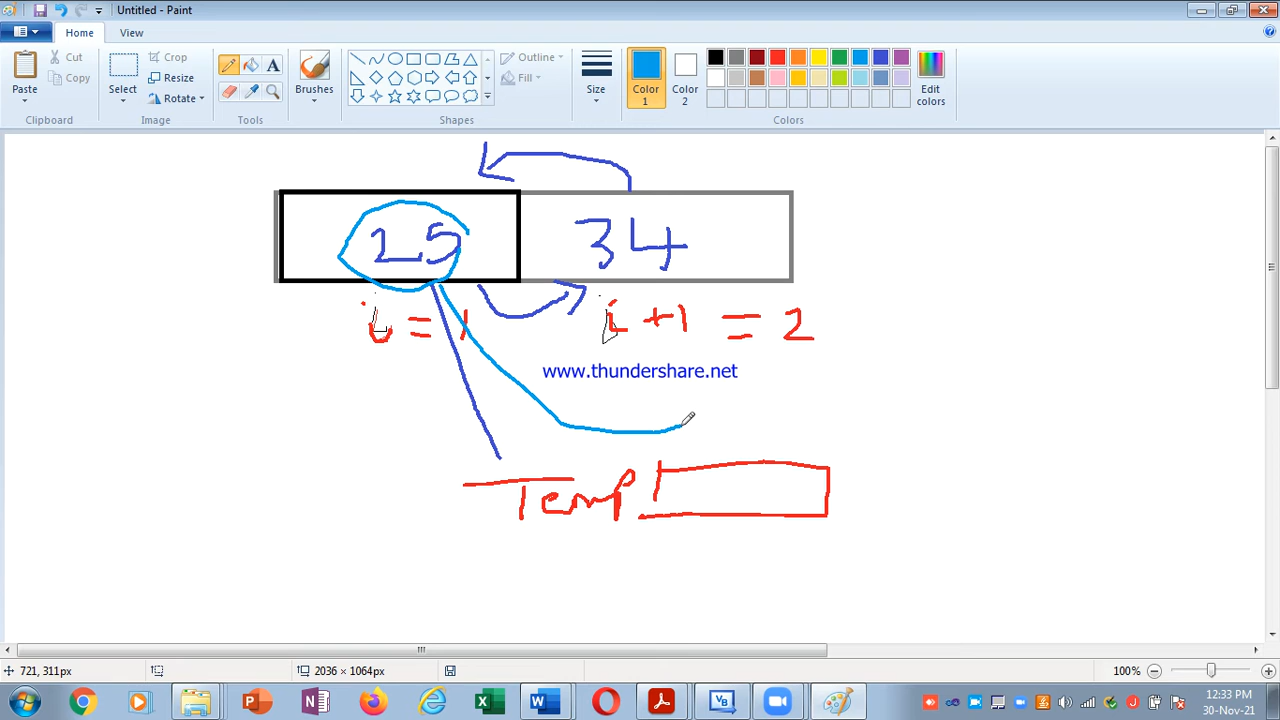 Untitled - Paint
Home View
Paste
Cut
Copy
Clipboard
Select
Crop
Resize
Rotate
Image
A
Tools
Brushes
Outline
Fill
Shapes
Size
Color 1
Color 2
Edit colors
Colors
25 34
i = 1 i + 1 = 2
www.thundershare.net
Temp
721, 311px
2036 × 1064px
100%
12:33 PM
30-Nov-21